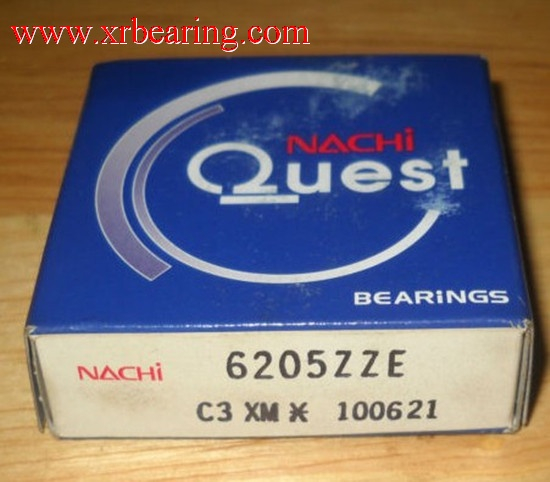 www.xrbearing.com
NACHi
Quest
BEARiNGS
NACHi 6205ZZE
C3 XM X 100621